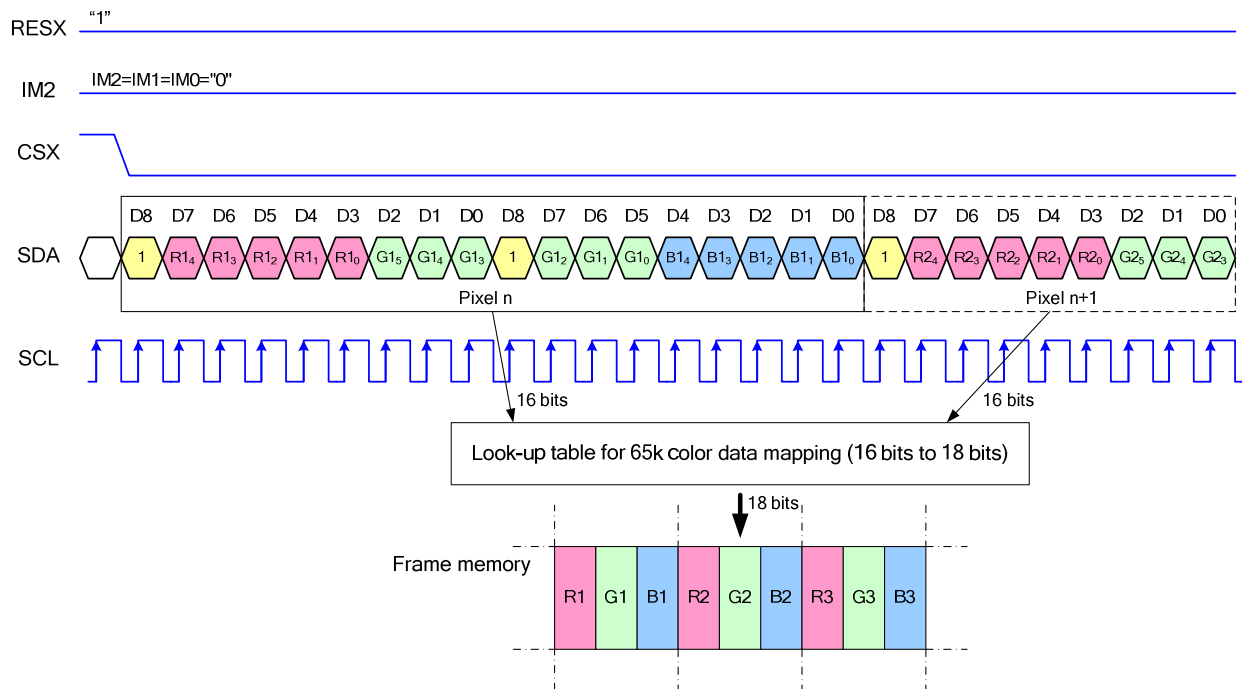 RESX "1"
IM2 IM2=IM1=IM0="0"
CSX
D8 D7 D6 D5 D4 D3 D2 D1 D0 D8 D7 D6 D5 D4 D3 D2 D1 D0 D8 D7 D6 D5 D4 D3 D2 D1 D0
SDA 1 R1₄ R1₃ R1₂ R1₁ R1₀ G1₅ G1₄ G1₃ 1 G1₂ G1₁ G1₀ B1₄ B1₃ B1₂ B1₁ B1₀ 1 R2₄ R2₃ R2₂ R2₁ R2₀ G2₅ G2₄ G2₃
Pixel n Pixel n+1
SCL
16 bits 16 bits
Look-up table for 65k color data mapping (16 bits to 18 bits)
18 bits
Frame memory
R1 G1 B1 R2 G2 B2 R3 G3 B3